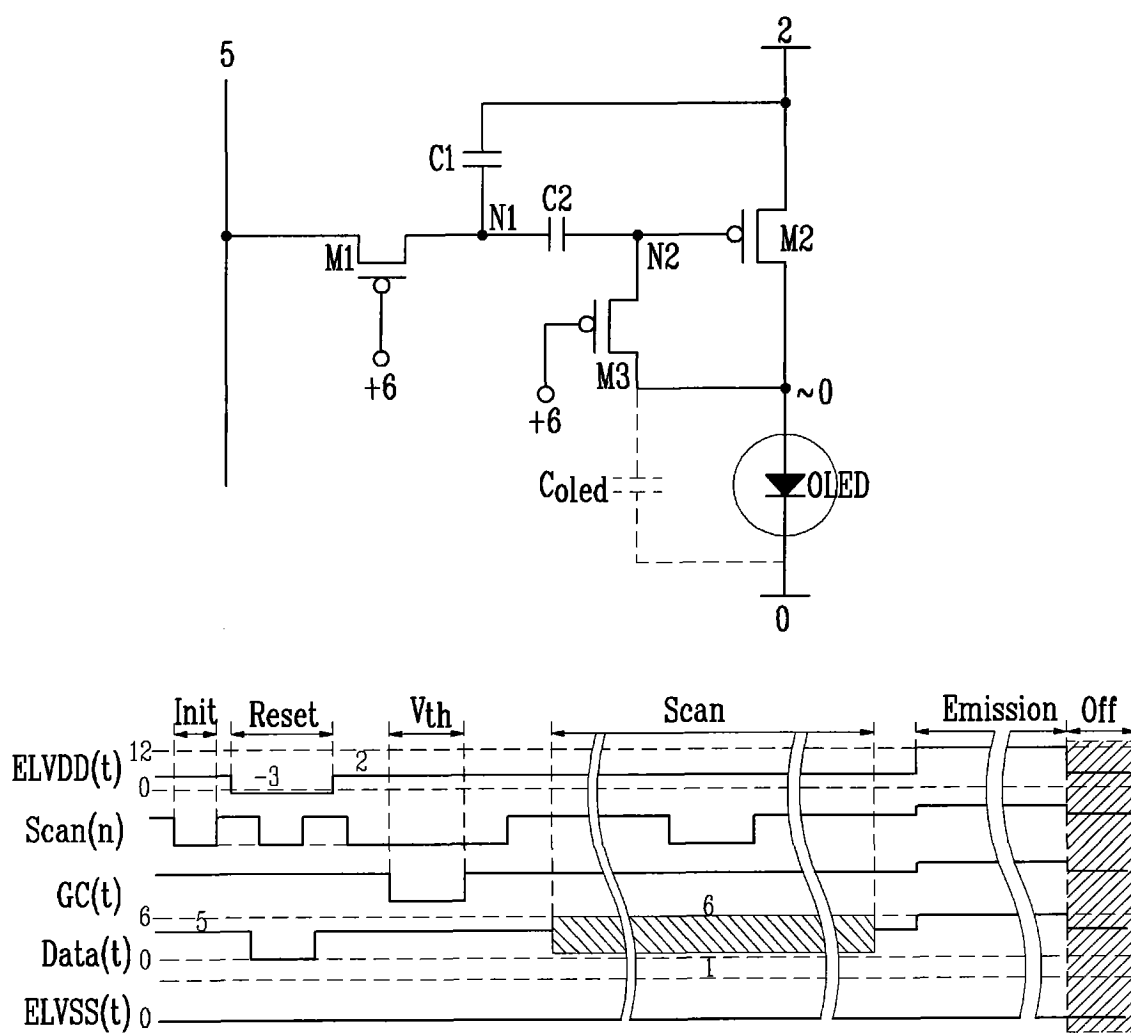 5
2
C1
C2
N1
M1
N2
M2
M3
+6
+6
~0
Coled
OLED
0
Init Reset Vth Scan Emission Off
12
ELVDD(t) -3 2
0
Scan(n)
GC(t)
6 5 6
Data(t) 0 1
ELVSS(t) 0